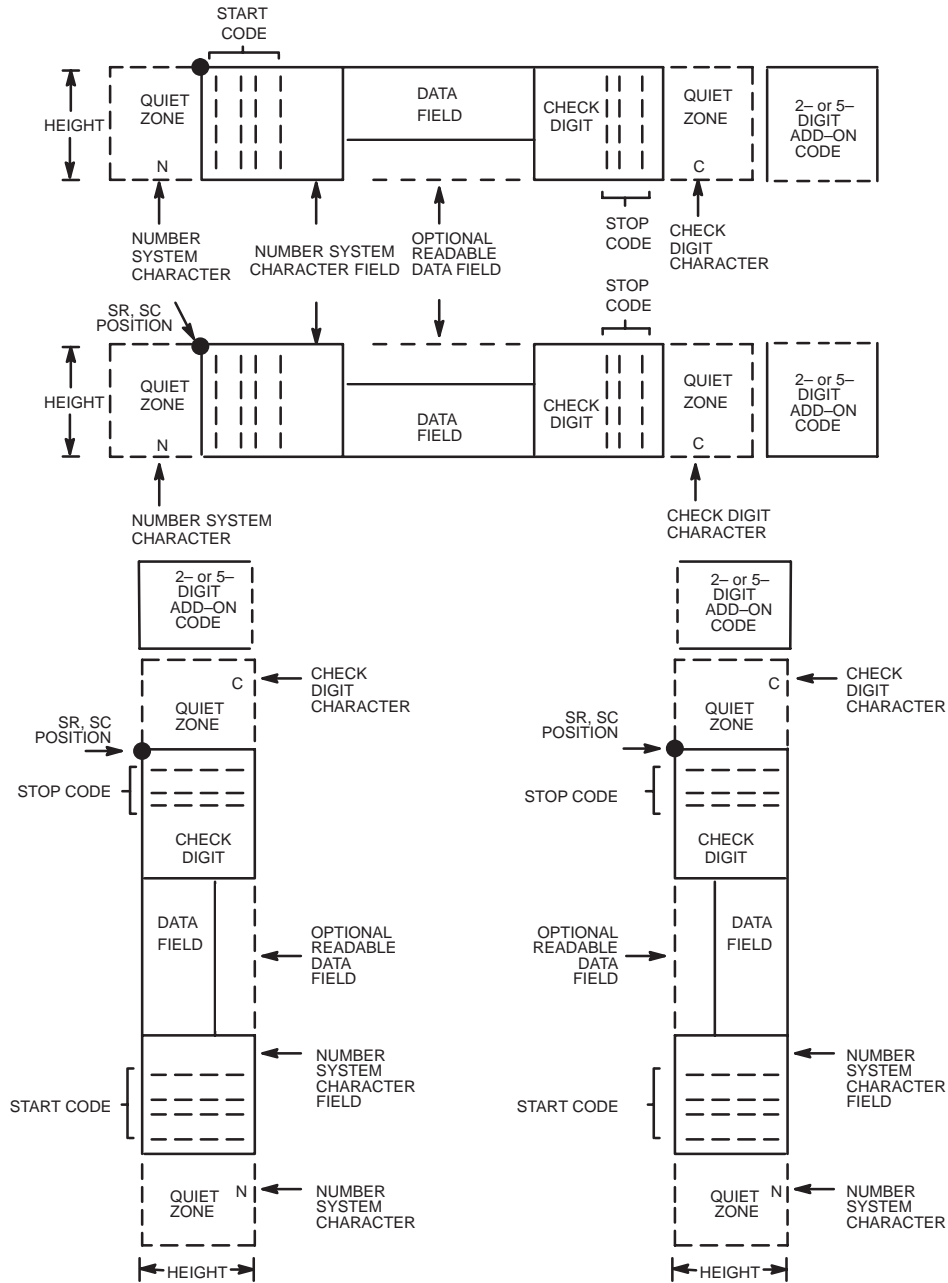 START
CODE
HEIGHT
QUIET
ZONE
N
DATA
FIELD
CHECK
DIGIT
QUIET
ZONE
C
2– or 5–
DIGIT
ADD–ON
CODE
NUMBER
SYSTEM
CHARACTER
NUMBER SYSTEM
CHARACTER FIELD
OPTIONAL
READABLE
DATA FIELD
STOP
CODE
CHECK
DIGIT
CHARACTER
SR, SC
POSITION
STOP
CODE
HEIGHT
QUIET
ZONE
N
DATA
FIELD
CHECK
DIGIT
QUIET
ZONE
C
2– or 5–
DIGIT
ADD–ON
CODE
NUMBER SYSTEM
CHARACTER
CHECK DIGIT
CHARACTER
2– or 5–
DIGIT
ADD–ON
CODE
C
CHECK
DIGIT
CHARACTER
QUIET
ZONE
SR, SC
POSITION
STOP CODE
CHECK
DIGIT
DATA
FIELD
OPTIONAL
READABLE
DATA
FIELD
NUMBER
SYSTEM
CHARACTER
FIELD
START CODE
QUIET
ZONE
N
NUMBER
SYSTEM
CHARACTER
HEIGHT
2– or 5–
DIGIT
ADD–ON
CODE
C
CHECK
DIGIT
CHARACTER
QUIET
ZONE
SR, SC
POSITION
STOP CODE
CHECK
DIGIT
DATA
FIELD
OPTIONAL
READABLE
DATA
FIELD
NUMBER
SYSTEM
CHARACTER
FIELD
START CODE
QUIET
ZONE
N
NUMBER
SYSTEM
CHARACTER
HEIGHT